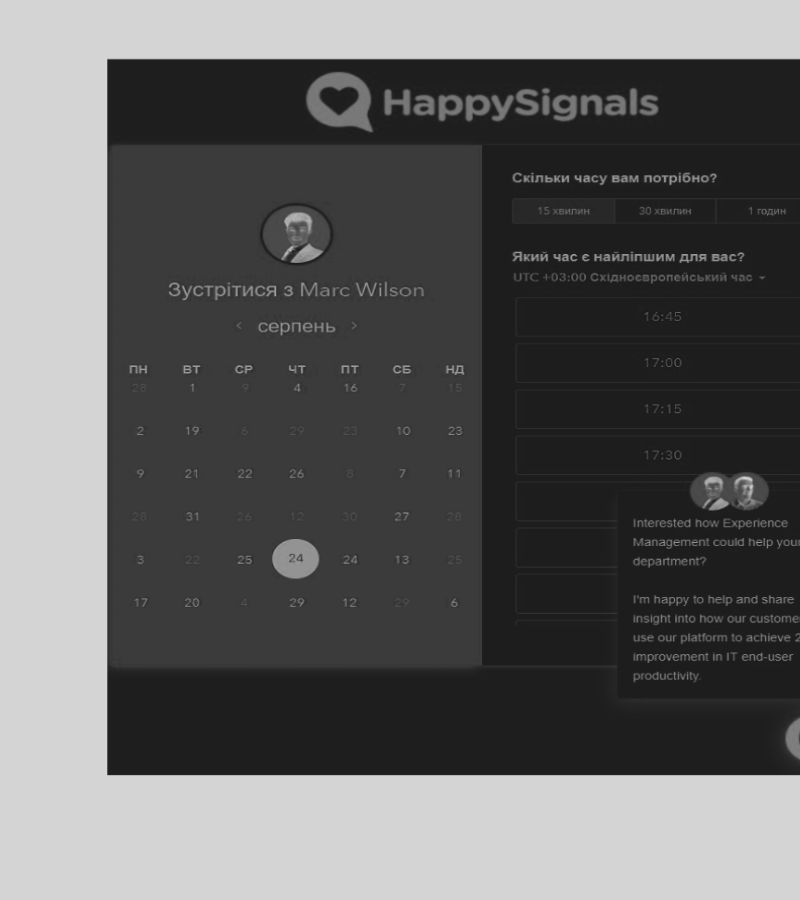 HappySignals
Зустрітися з Marc Wilson
серпень
ПН ВТ СР ЧТ ПТ СБ НД
28 1 9 4 16 7 15
2 19 6 29 23 10 23
9 21 22 26 8 7 11
28 31 26 12 30 27 28
3 22 25 24 24 13 25
17 20 4 29 12 29 6
Скільки часу вам потрібно?
15 хвилин 30 хвилин 1 годин
Який час є найліпшим для вас?
UTC +03:00 Східноєвропейський час
16:45
17:00
17:15
17:30
Interested how Experience
Management could help your
department?
I'm happy to help and share
insight into how our custome
use our platform to achieve 2
improvement in IT end-user
productivity.